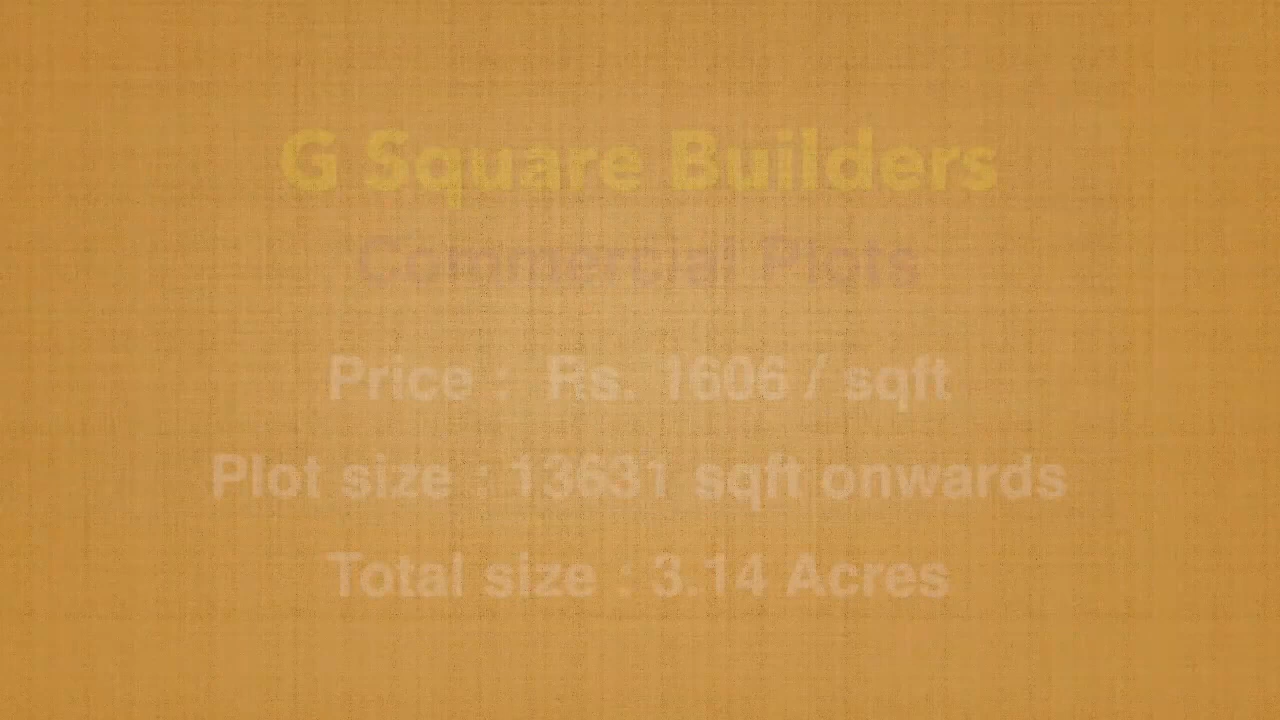 G Square Builders
Commercial Plots
Price : Rs. 1606 / sqft
Plot size : 13631 sqft onwards
Total size : 3.14 Acres